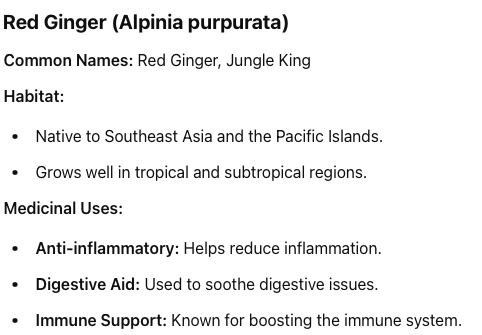 Red Ginger (Alpinia purpurata)
Common Names: Red Ginger, Jungle King
Habitat:
• Native to Southeast Asia and the Pacific Islands.
• Grows well in tropical and subtropical regions.
Medicinal Uses:
• Anti-inflammatory: Helps reduce inflammation.
• Digestive Aid: Used to soothe digestive issues.
• Immune Support: Known for boosting the immune system.